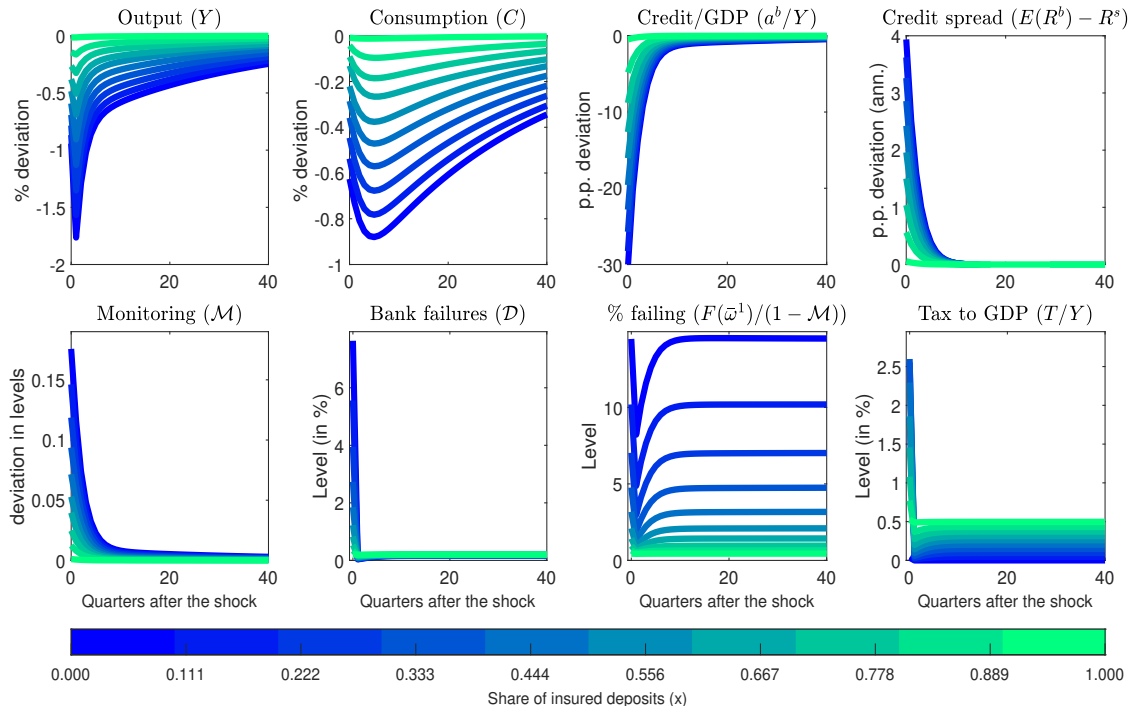 Output (Y)
Consumption (C)
Credit/GDP (a^b/Y)
Credit spread (E(R^b) − R^s)
% deviation
0
-0.5
-1
-1.5
-2
0 20 40
% deviation
0
-0.2
-0.4
-0.6
-0.8
-1
0 20 40
p.p. deviation
0
-10
-20
-30
0 20 40
p.p. deviation (ann.)
4
3
2
1
0
0 20 40
Monitoring (ℳ)
Bank failures (𝒟)
% failing (F(ω̄^1)/(1 − ℳ))
Tax to GDP (T/Y)
deviation in levels
0.15
0.1
0.05
0
0 20 40
Quarters after the shock
Level (in %)
6
4
2
0
0 20 40
Quarters after the shock
Level
10
5
0
0 20 40
Quarters after the shock
Level (in %)
2.5
2
1.5
1
0.5
0
0 20 40
Quarters after the shock
0.000 0.111 0.222 0.333 0.444 0.556 0.667 0.778 0.889 1.000
Share of insured deposits (x)